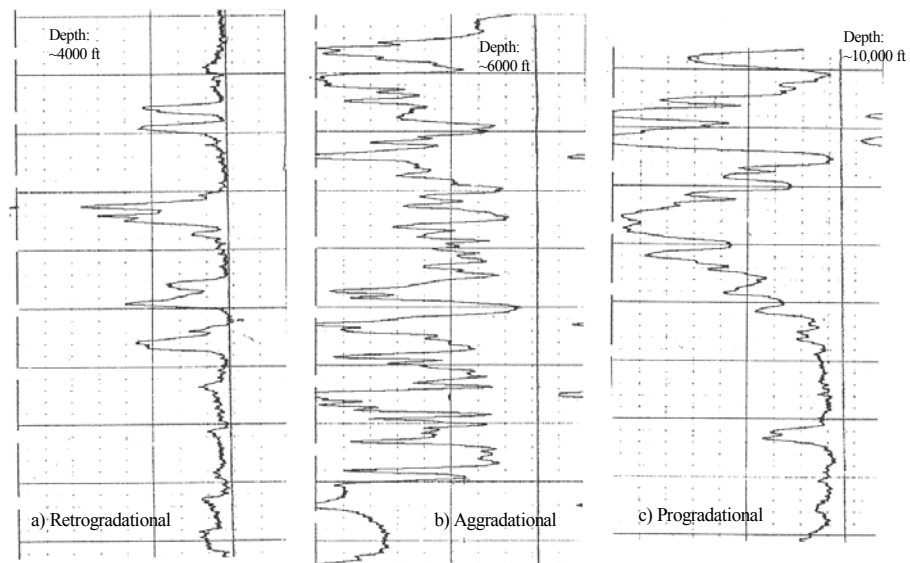 Depth:
~4000 ft
Depth:
~6000 ft
Depth:
~10,000 ft
a) Retrogradational
b) Aggradational
c) Progradational